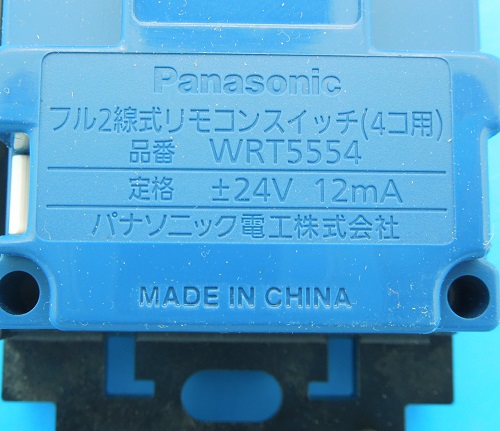 Panasonic
フル2線式リモコンスイッチ(4コ用)
品番 WRT5554
定格 ±24V 12mA
パナソニック電工株式会社
MADE IN CHINA